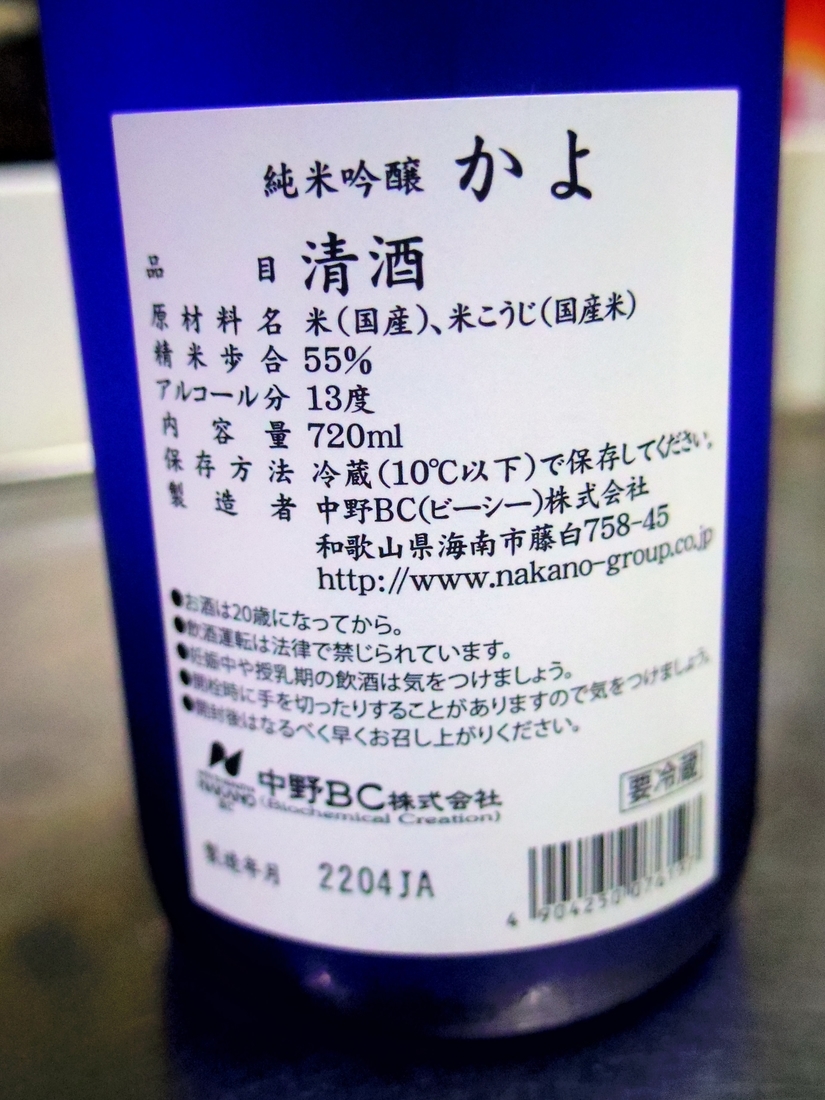 純米吟醸 かよ
品目 清酒
原材料名 米(国産)、米こうじ(国産米)
精米歩合 55%
アルコール分 13度
内容量 720ml
保存方法 冷蔵(10℃以下)で保存してください。
製造者 中野BC(ビーシー)株式会社
和歌山県海南市藤白758-45
http://www.nakano-group.co.jp
●お酒は20歳になってから。
●飲酒運転は法律で禁じられています。
●妊娠中や授乳期の飲酒は気をつけましょう。
●開栓時に手を切ったりすることがありますので気をつけましょう。
●開封後はなるべく早くお召し上がりください。
NAKANO BC
中野BC株式会社
(Biochemical Creation)
要冷蔵
製造年月 2204JA
4 904250